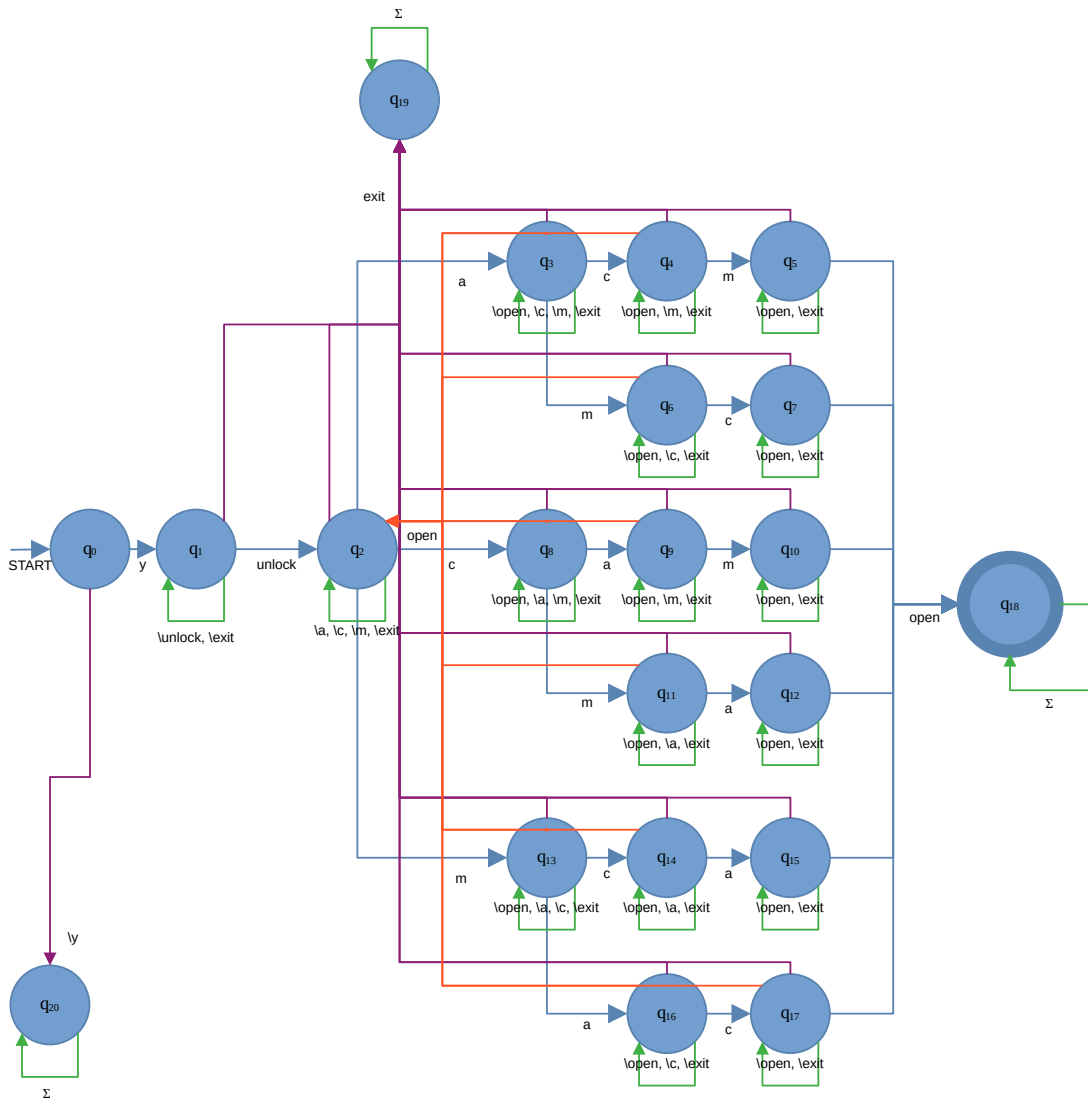 Σ
q19
exit
q3
q4
q5
a
c
m
\open, \c, \m, \exit
\open, \m, \exit
\open, \exit
q6
q7
m
c
\open, \c, \exit
\open, \exit
q0
q1
q2
q8
q9
q10
START
y
unlock
open
c
a
m
\unlock, \exit
\a, \c, \m, \exit
\open, \a, \m, \exit
\open, \m, \exit
\open, \exit
q18
open
Σ
q11
q12
m
a
\open, \a, \exit
\open, \exit
q13
q14
q15
m
c
a
\open, \a, \c, \exit
\open, \a, \exit
\open, \exit
\y
q20
Σ
q16
q17
a
c
\open, \c, \exit
\open, \exit